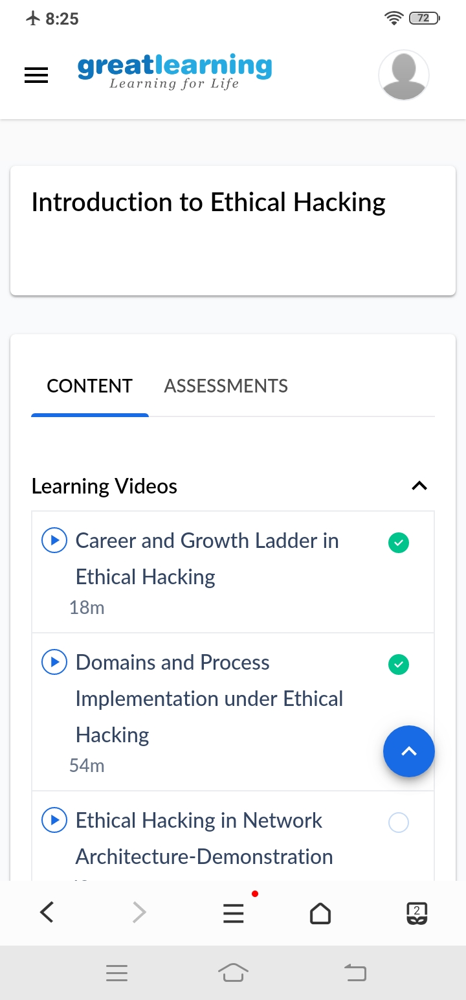 8:25
72
greatlearning
Learning for Life
Introduction to Ethical Hacking
CONTENT
ASSESSMENTS
Learning Videos
Career and Growth Ladder in
Ethical Hacking
18m
Domains and Process
Implementation under Ethical
Hacking
54m
Ethical Hacking in Network
Architecture-Demonstration
2